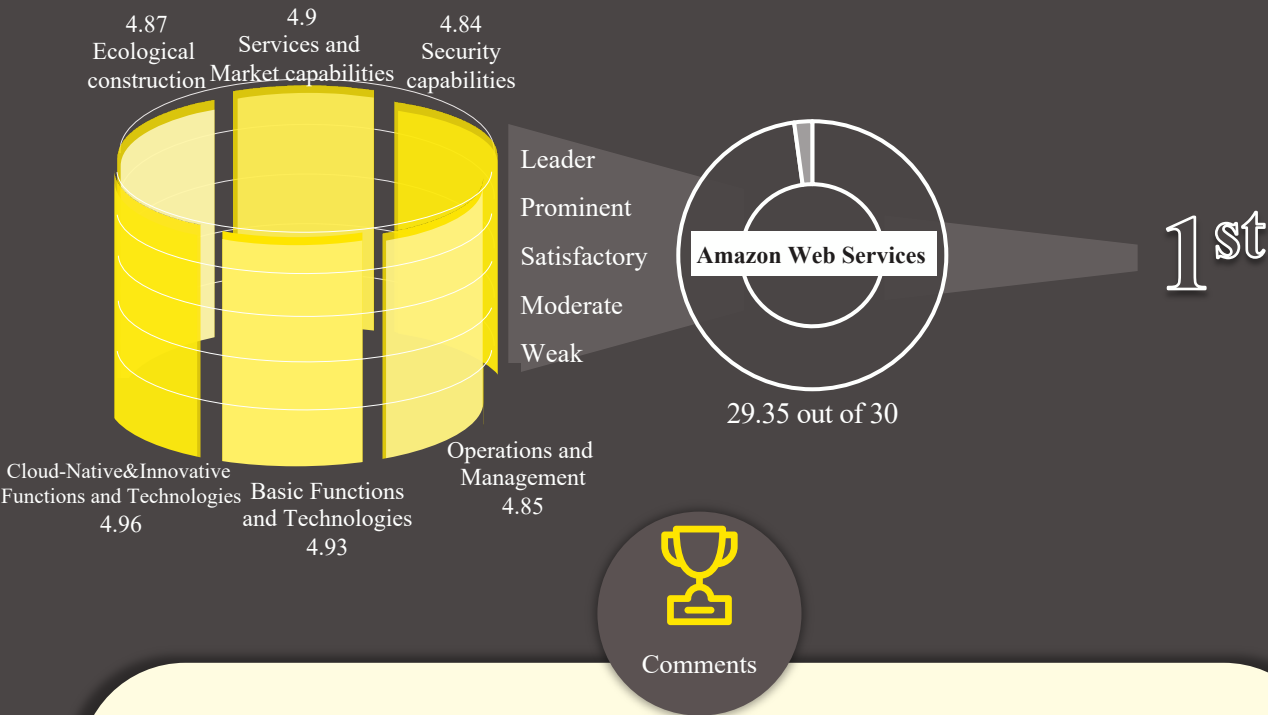 4.87
Ecological
construction
4.9
Services and
Market capabilities
4.84
Security
capabilities
Leader
Prominent
Satisfactory
Moderate
Weak
Amazon Web Services
29.35 out of 30
1st
Cloud-Native&Innovative
Functions and Technologies
4.96
Basic Functions
and Technologies
4.93
Operations and
Management
4.85
Comments